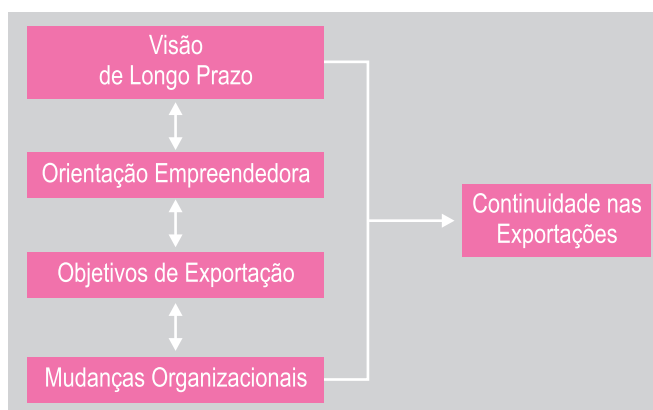 Visão
de Longo Prazo
Orientação Empreendedora
Objetivos de Exportação
Mudanças Organizacionais
Continuidade nas
Exportações